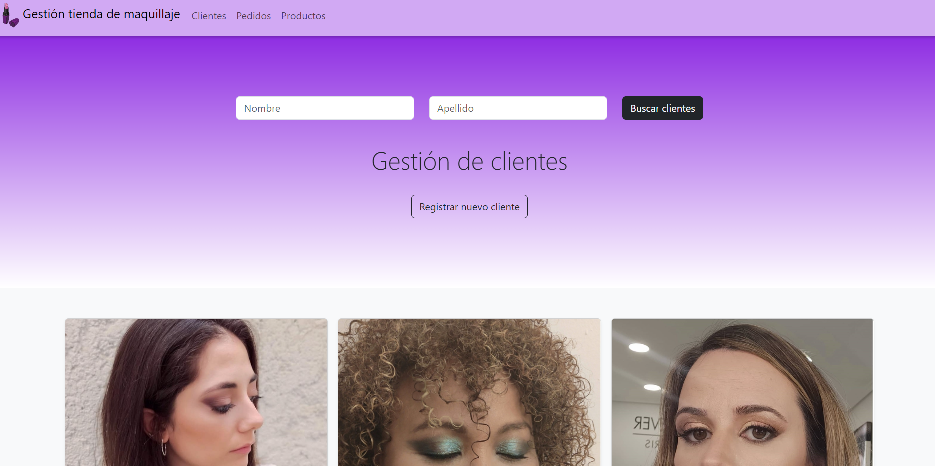 Gestión tienda de maquillaje Clientes Pedidos Productos
Nombre Apellido Buscar clientes
Gestión de clientes
Registrar nuevo cliente